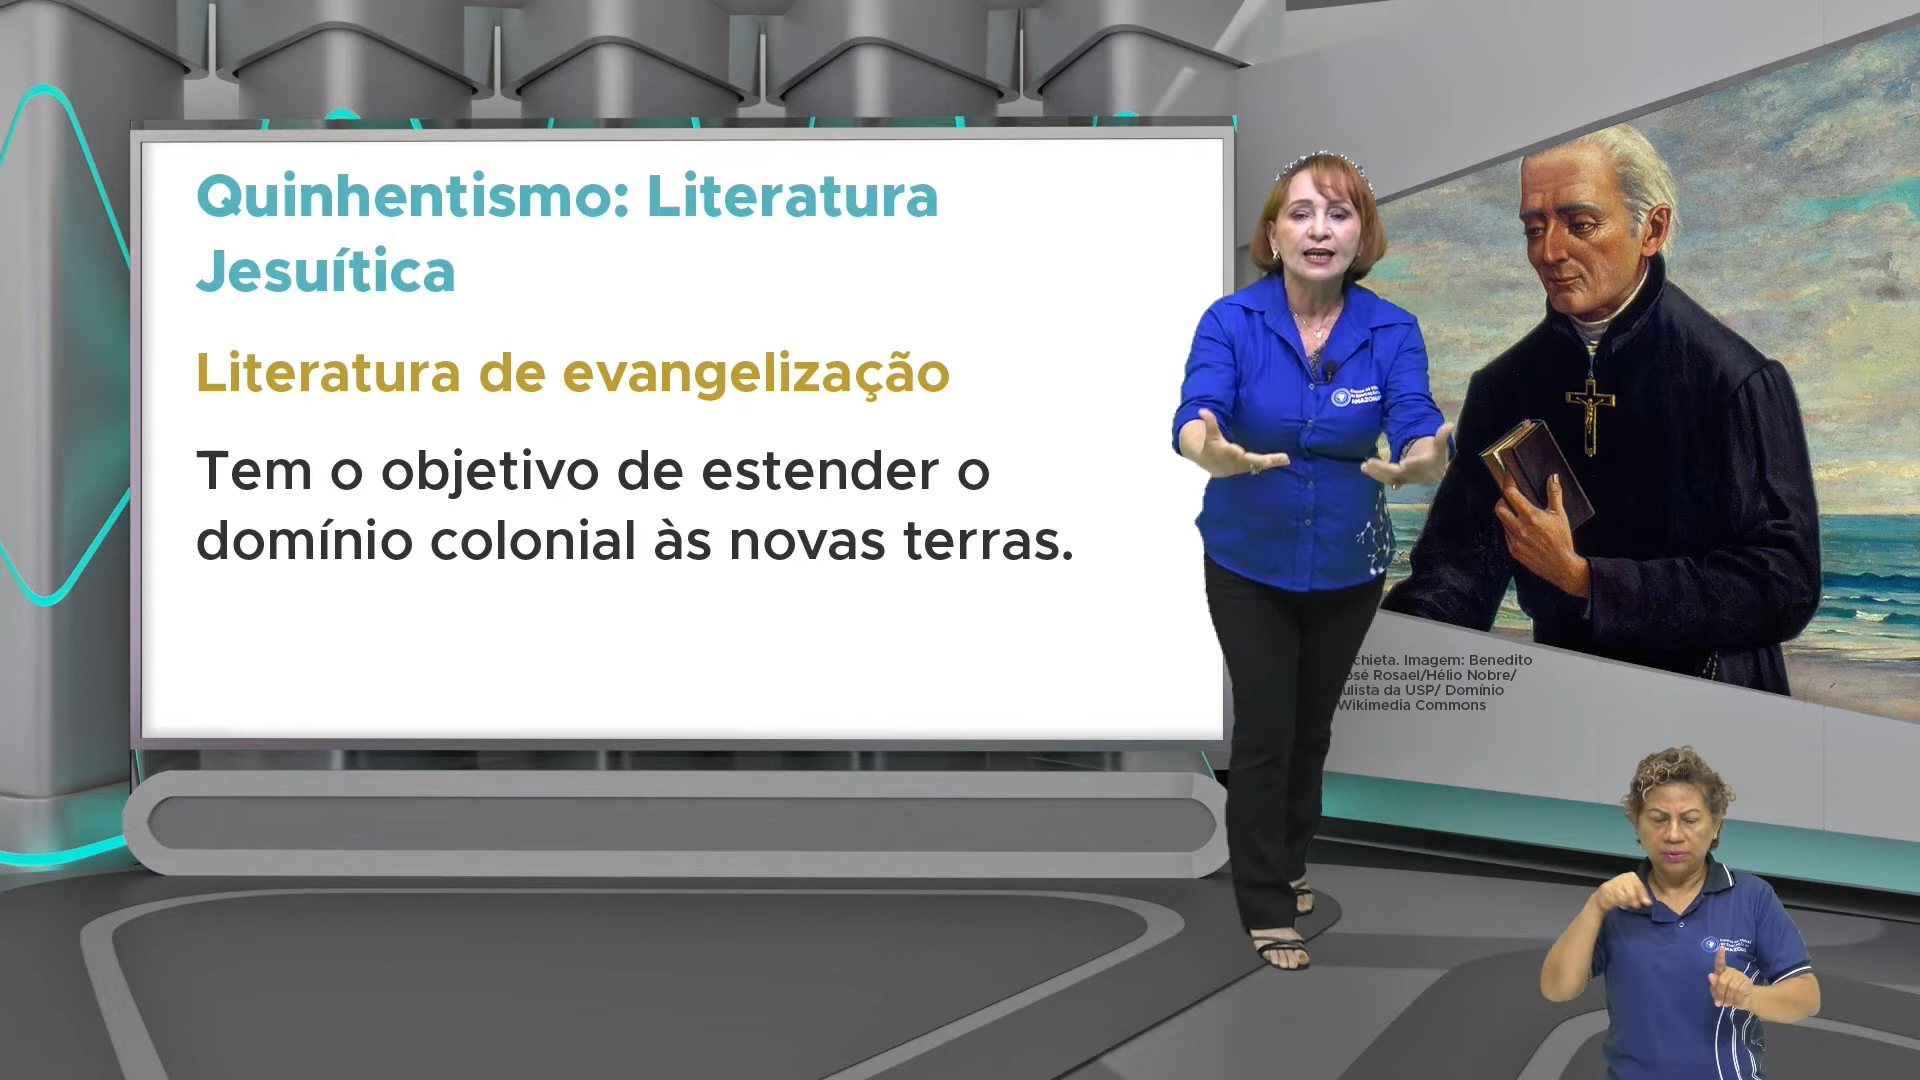 Quinhentismo: Literatura
Jesuítica
Literatura de evangelização
Tem o objetivo de estender o
domínio colonial às novas terras.
Imagem: Benedito
Rosael/Hélio Nobre/
da USP/ Domínio
Wikimedia Commons
AMAZONAS